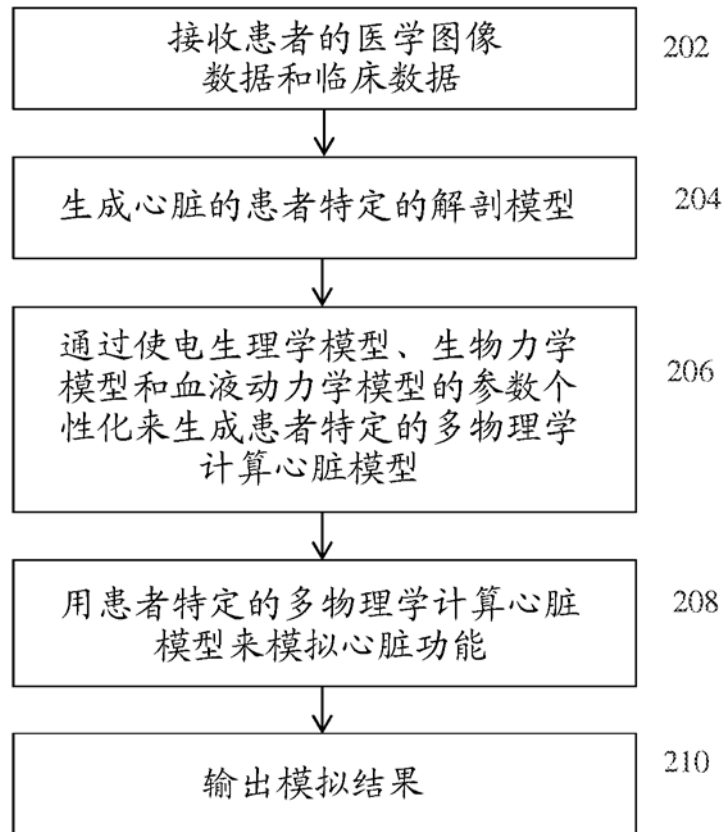 接收患者的医学图像
数据和临床数据
202
生成心脏的患者特定的解剖模型
204
通过使电生理学模型、生物力学
模型和血液动力学模型的参数个
性化来生成患者特定的多物理学
计算心脏模型
206
用患者特定的多物理学计算心脏
模型来模拟心脏功能
208
输出模拟结果
210